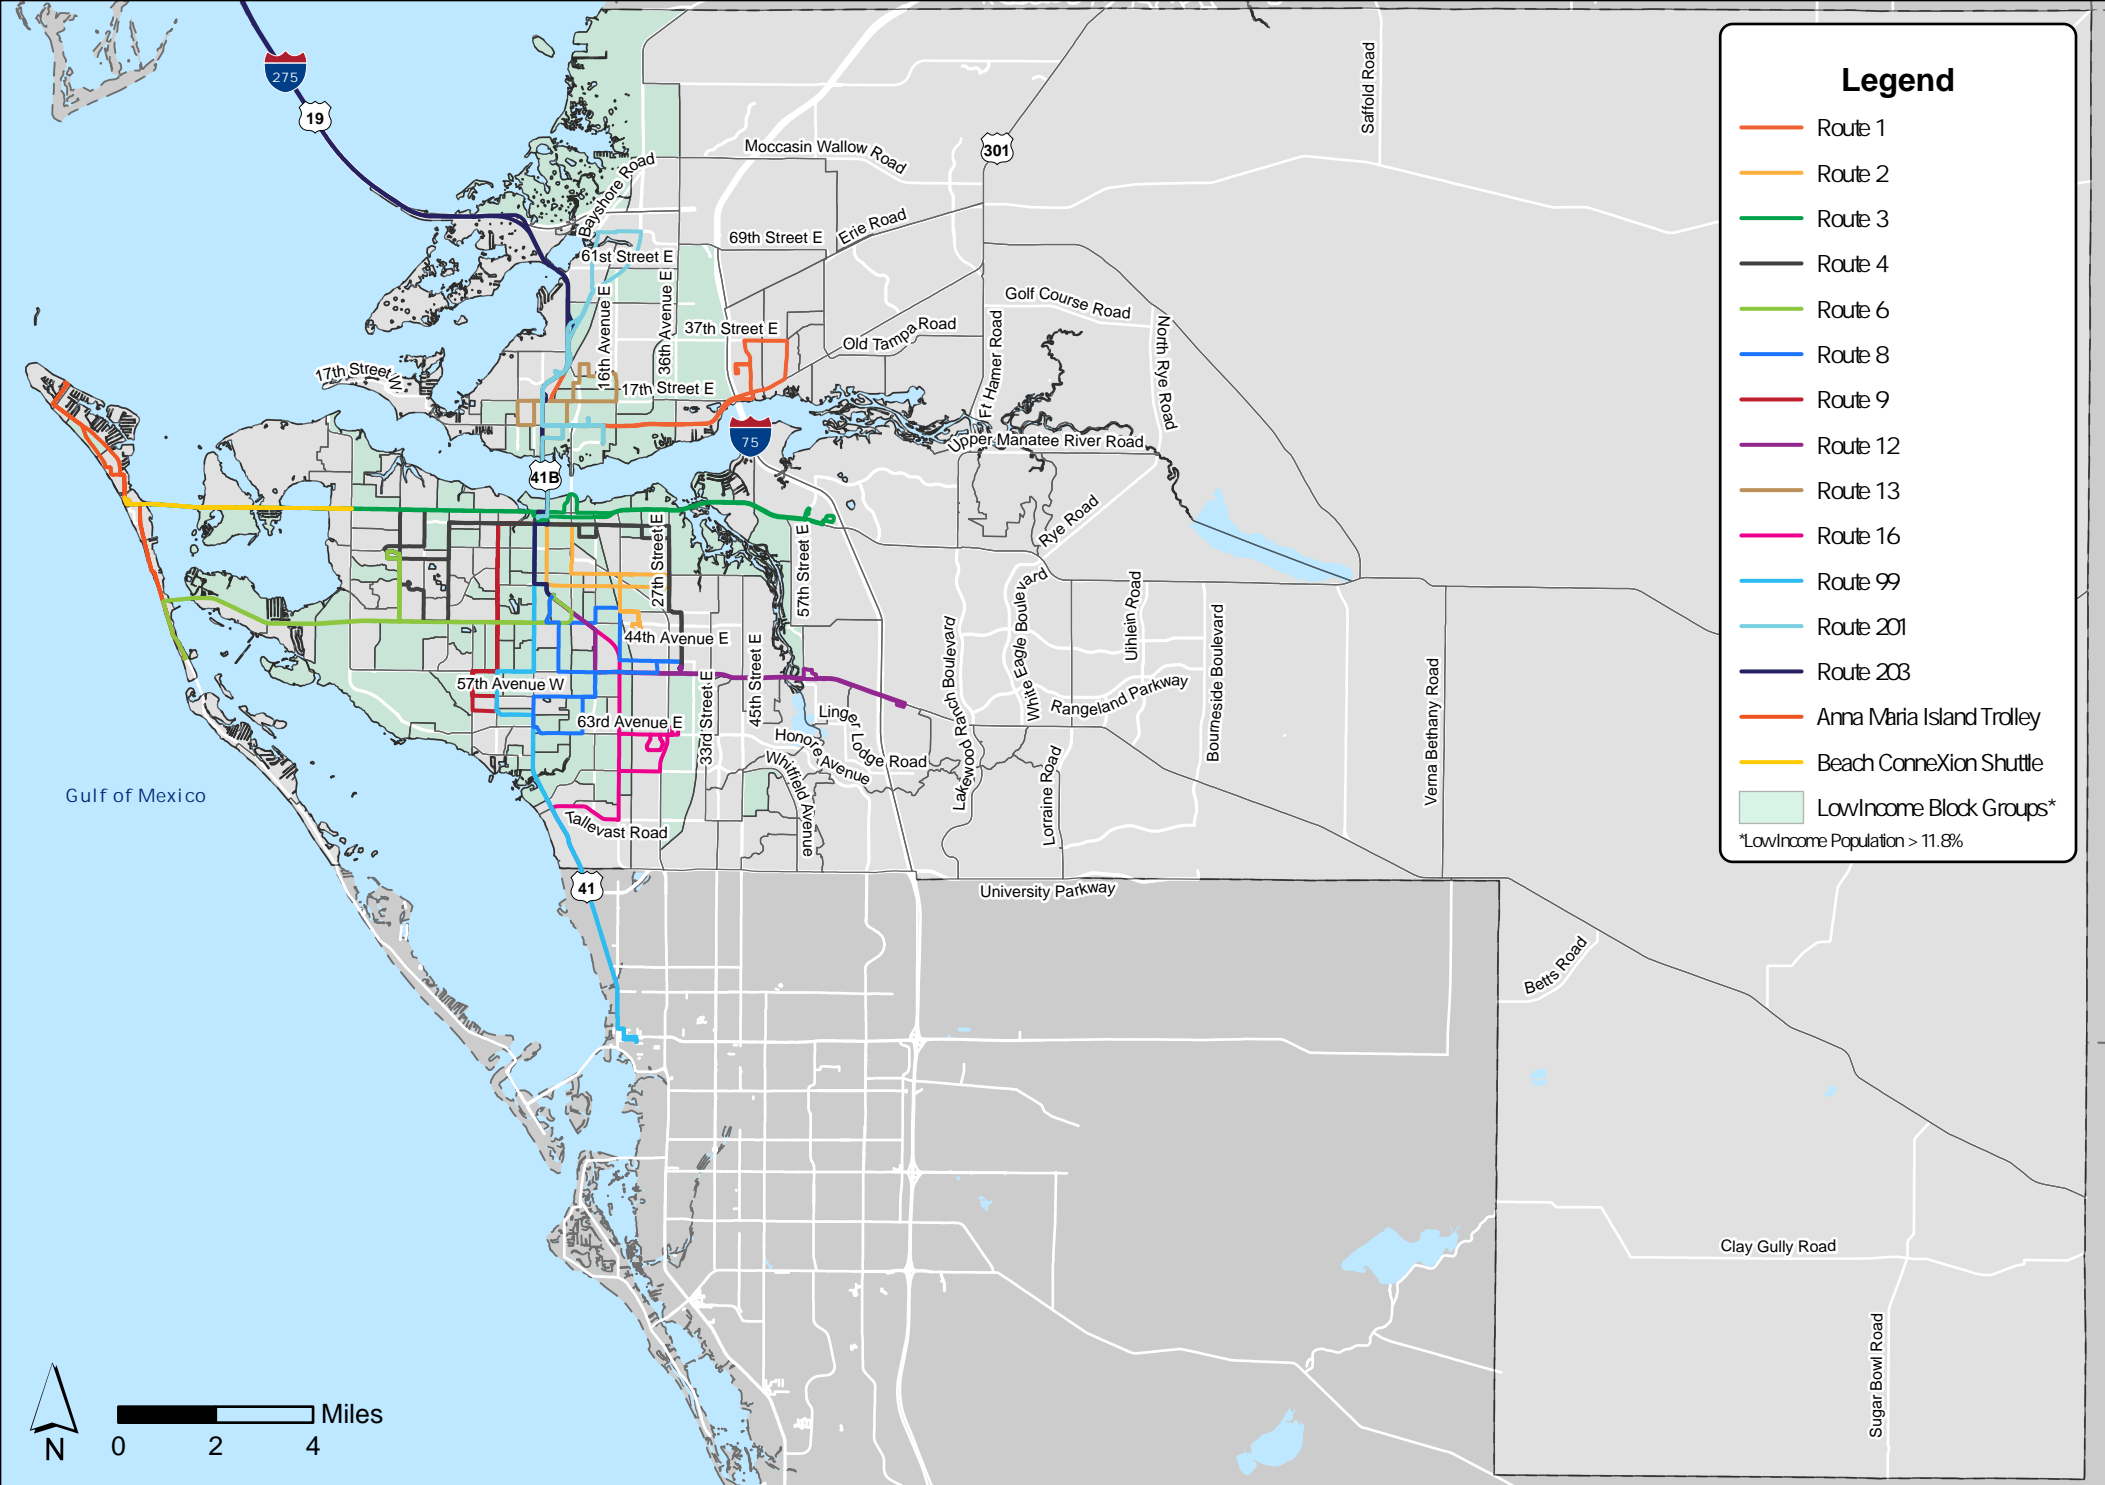 Legend
Route 1
Route 2
Route 3
Route 4
Route 6
Route 8
Route 9
Route 12
Route 13
Route 16
Route 99
Route 201
Route 203
Anna Maria Island Trolley
Beach ConneXion Shuttle
Low Income Block Groups*
*Low Income Population > 11.8%
275
19
Saffold Road
301
Moccasin Wallow Road
Bayshore Road
Erie Road
69th Street E
61st Street E
16th Avenue E
36th Avenue E
37th Street E
Golf Course Road
Old Tampa Road
Ft Hamer Road
North Rye Road
17th Street W
17th Street E
75
Upper Manatee River Road
41B
Rye Road
27th Street E
57th Street E
44th Avenue E
45th Street E
33rd Street E
57th Avenue W
63rd Avenue E
White Eagle Boulevard
Uihlein Road
Bourneside Boulevard
Lakewood Ranch Boulevard
Rangeland Parkway
Verna Bethany Road
Linger Lodge Road
Honore Avenue
Whitfield Avenue
Lorraine Road
Gulf of Mexico
Tallevast Road
41
University Parkway
Betts Road
Clay Gully Road
Sugar Bowl Road
N
Miles
0 2 4